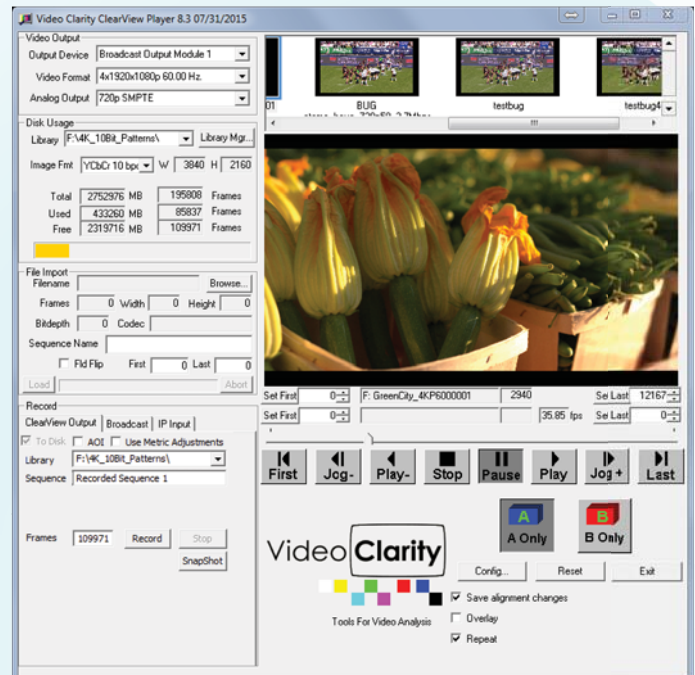 Video Clarity ClearView Player 8.3 07/31/2015
Video Output
Output Device Broadcast Output Module 1
Video Format 4x1920x1080p 60.00 Hz.
Analog Output 720p SMPTE
Disk Usage
Library F:\4K_10Bit_Patterns\ Library Mgr...
Image Fmt YCbCr 10 bpc W 3840 H 2160
Total 2752976 MB 195808 Frames
Used 433260 MB 85837 Frames
Free 2319716 MB 109971 Frames
File Import
Filename Browse...
Frames 0 Width 0 Height 0
Bitdepth 0 Codec
Sequence Name
Fld Flip First 0 Last 0
Load Abort
Record
ClearView Output Broadcast IP Input
To Disk AOI Use Metric Adjustments
Library F:\4K_10Bit_Patterns\
Sequence Recorded Sequence 1
Frames 109971 Record Stop
SnapShot
01 BUG testbug testbug4
Set First 0 F: GreenCity_4KP6000001 2940 Sel Last 12167
Set First 0 35.85 fps Sel Last 0
First Jog- Play- Stop Pause Play Jog+ Last
A B
A Only B Only
Video Clarity
Tools For Video Analysis
Config... Reset Exit
Save alignment changes
Overlay
Repeat